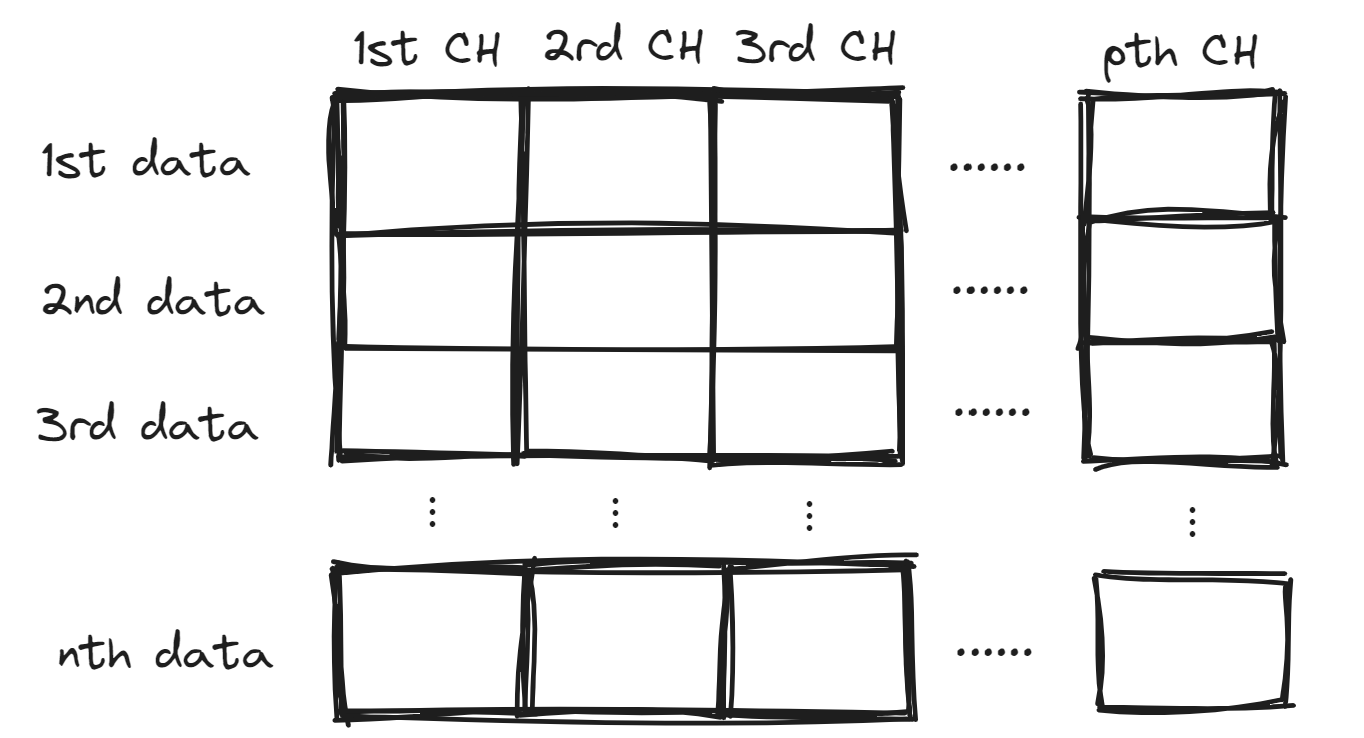 1st CH 2rd CH 3rd CH pth CH
1st data ......
2nd data ......
3rd data ......
nth data ......